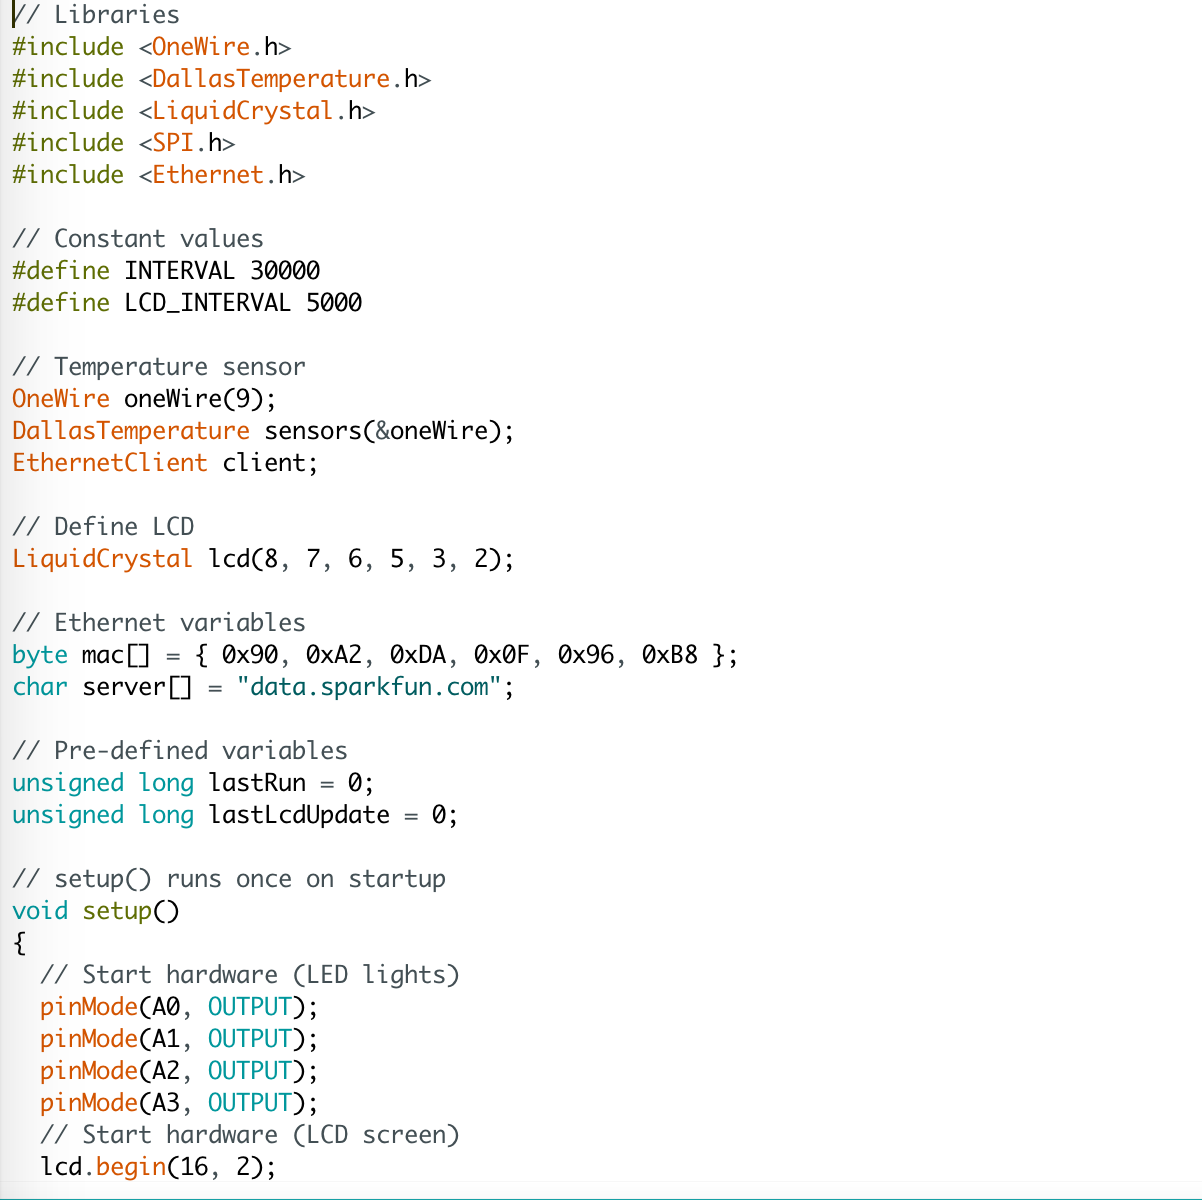 // Libraries
#include <OneWire.h>
#include <DallasTemperature.h>
#include <LiquidCrystal.h>
#include <SPI.h>
#include <Ethernet.h>

// Constant values
#define INTERVAL 30000
#define LCD_INTERVAL 5000

// Temperature sensor
OneWire oneWire(9);
DallasTemperature sensors(&oneWire);
EthernetClient client;

// Define LCD
LiquidCrystal lcd(8, 7, 6, 5, 3, 2);

// Ethernet variables
byte mac[] = { 0x90, 0xA2, 0xDA, 0x0F, 0x96, 0xB8 };
char server[] = "data.sparkfun.com";

// Pre-defined variables
unsigned long lastRun = 0;
unsigned long lastLcdUpdate = 0;

// setup() runs once on startup
void setup()
{
  // Start hardware (LED lights)
  pinMode(A0, OUTPUT);
  pinMode(A1, OUTPUT);
  pinMode(A2, OUTPUT);
  pinMode(A3, OUTPUT);
  // Start hardware (LCD screen)
  lcd.begin(16, 2);